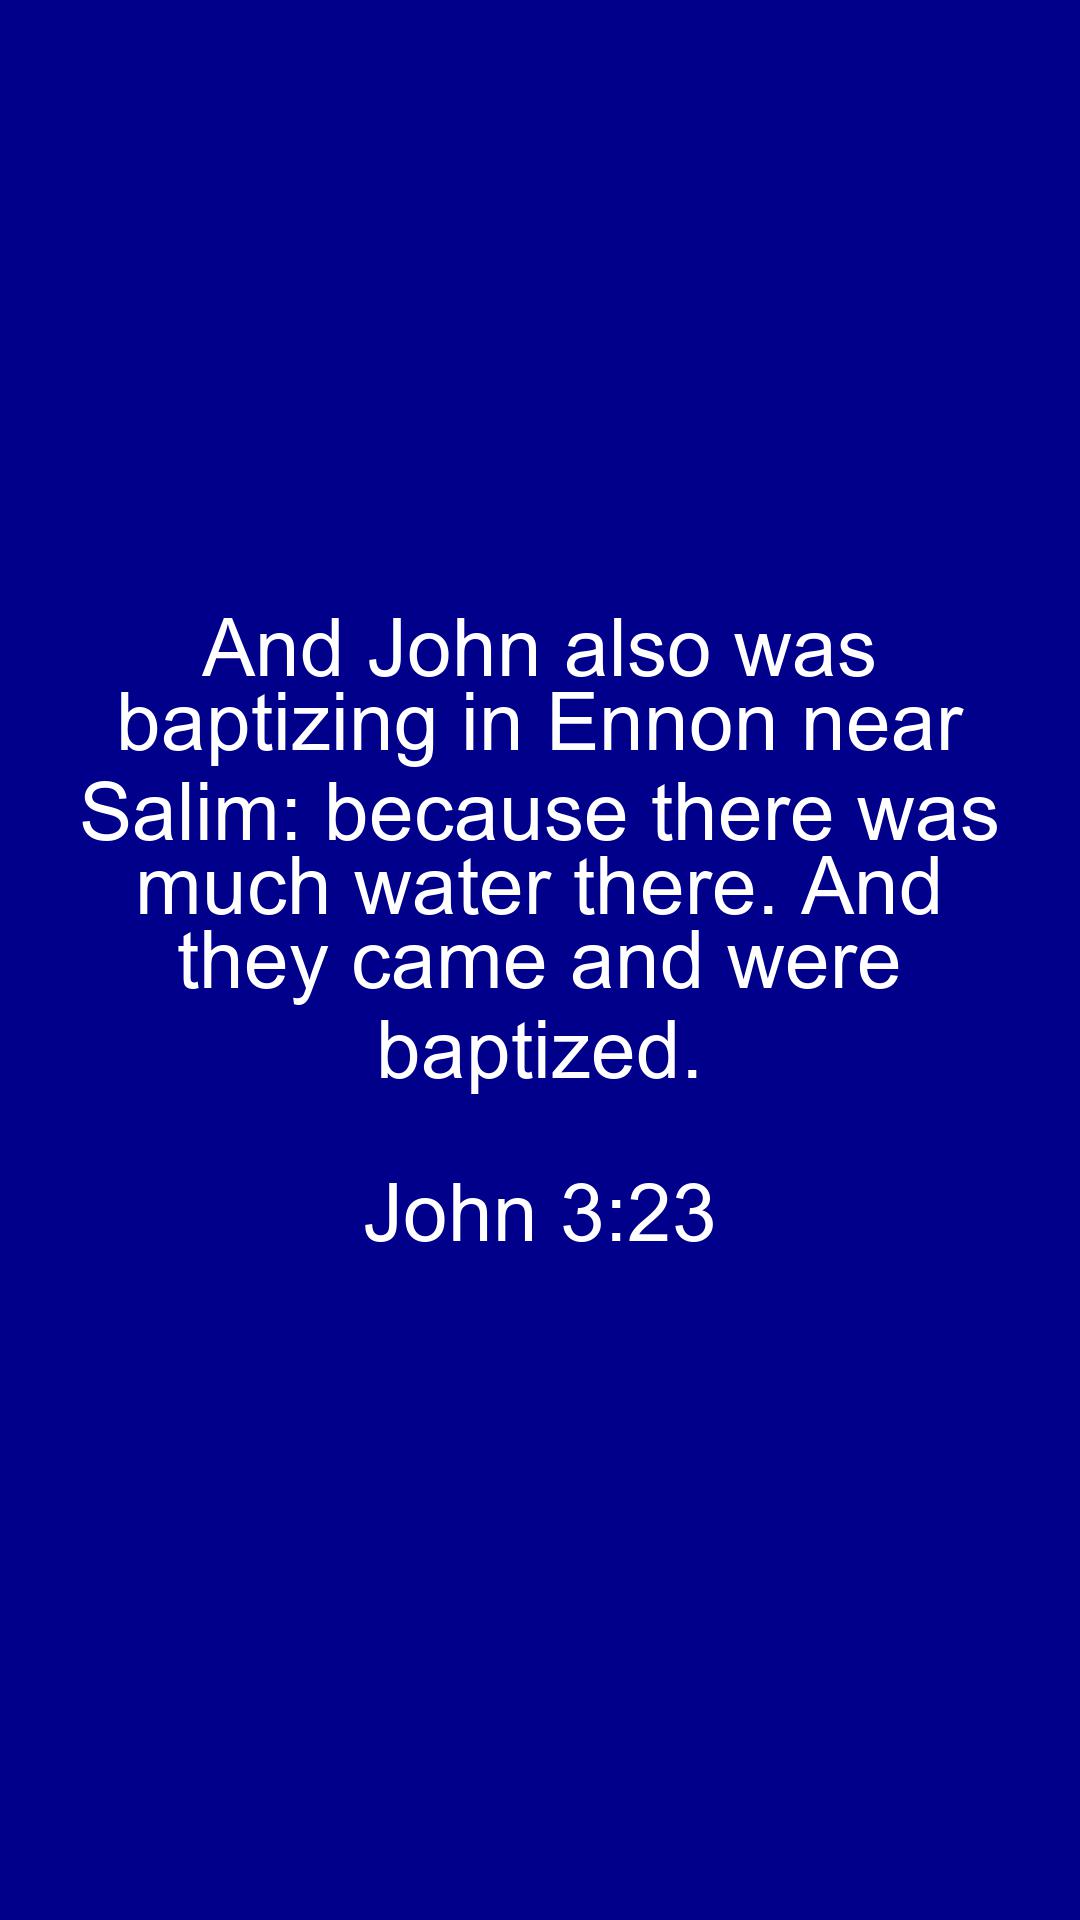 And John also was
baptizing in Ennon near
Salim: because there was
much water there. And
they came and were
baptized.
John 3:23